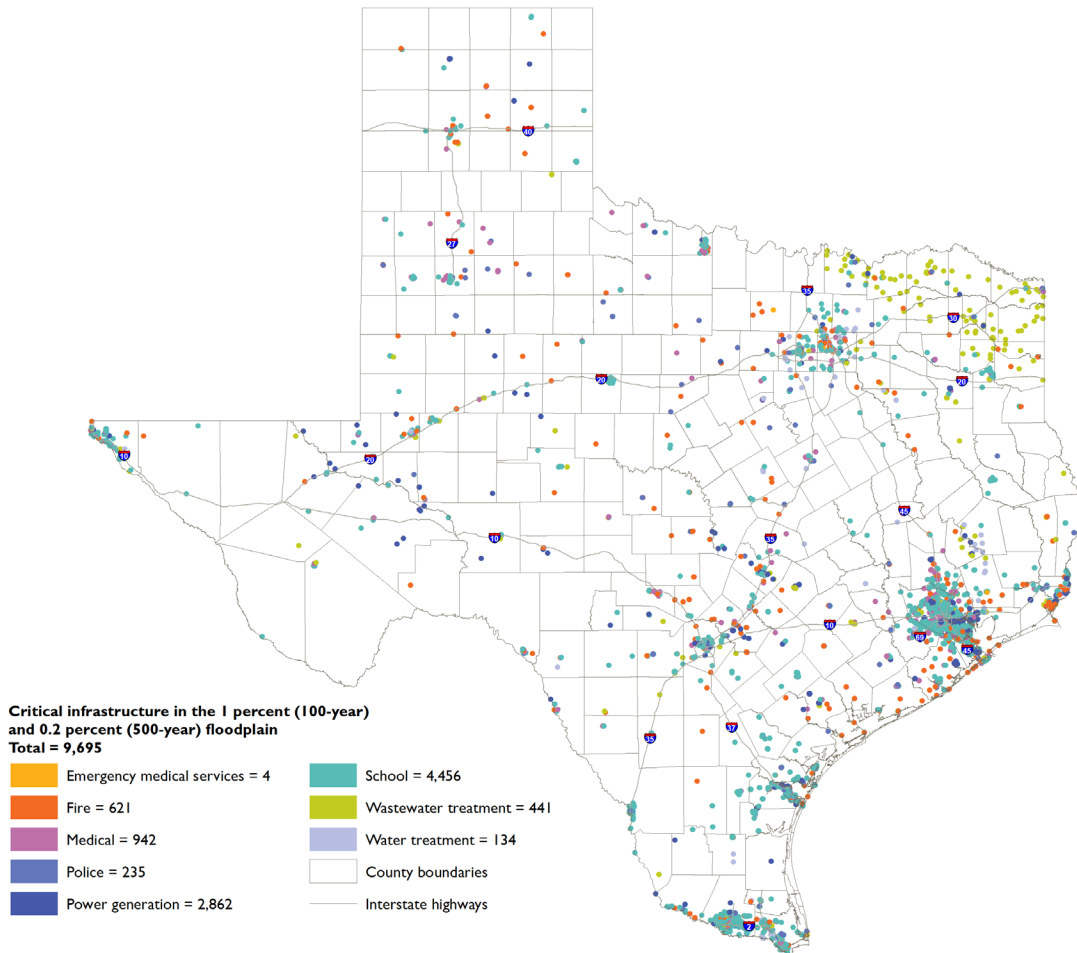 40
27
35
30
20
20
10
20
45
10
35
10
69
45
37
35
2
Critical infrastructure in the 1 percent (100-year)
and 0.2 percent (500-year) floodplain
Total = 9,695
Emergency medical services = 4
Fire = 621
Medical = 942
Police = 235
Power generation = 2,862
School = 4,456
Wastewater treatment = 441
Water treatment = 134
County boundaries
Interstate highways